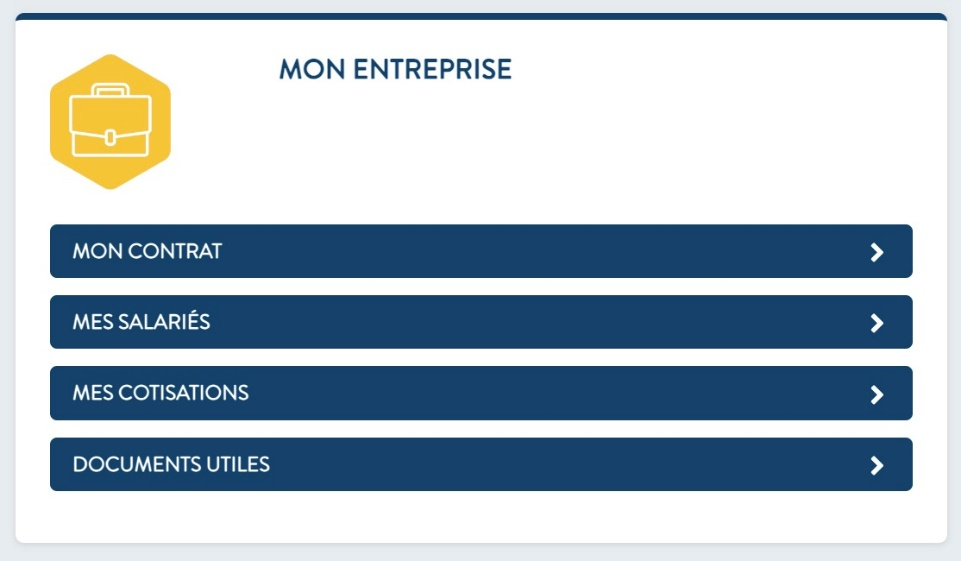 MON ENTREPRISE
MON CONTRAT
MES SALARIÉS
MES COTISATIONS
DOCUMENTS UTILES